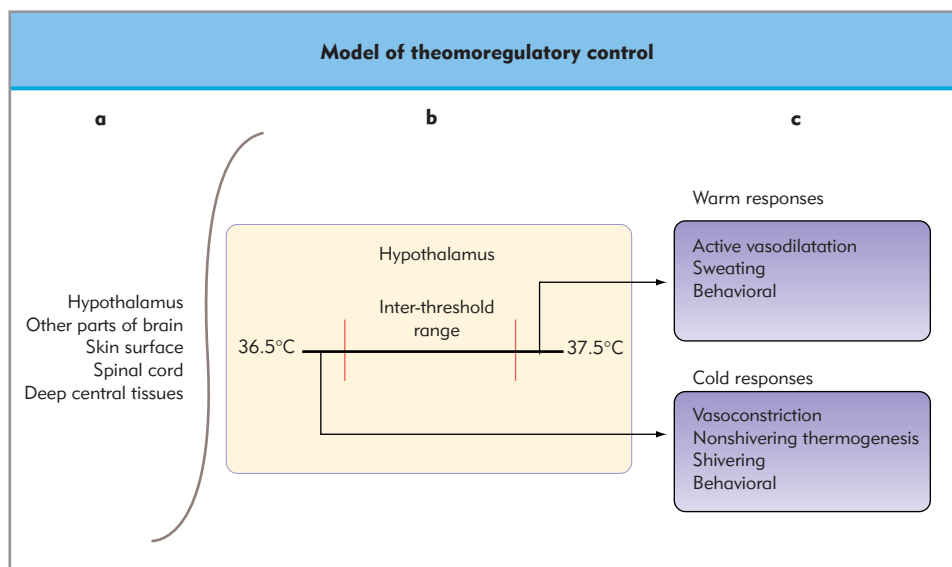 Model of theomoregulatory control
a
b
c
Hypothalamus
Other parts of brain
Skin surface
Spinal cord
Deep central tissues
Hypothalamus
Inter-threshold
range
36.5°C
37.5°C
Warm responses
Active vasodilatation
Sweating
Behavioral
Cold responses
Vasoconstriction
Nonshivering thermogenesis
Shivering
Behavioral